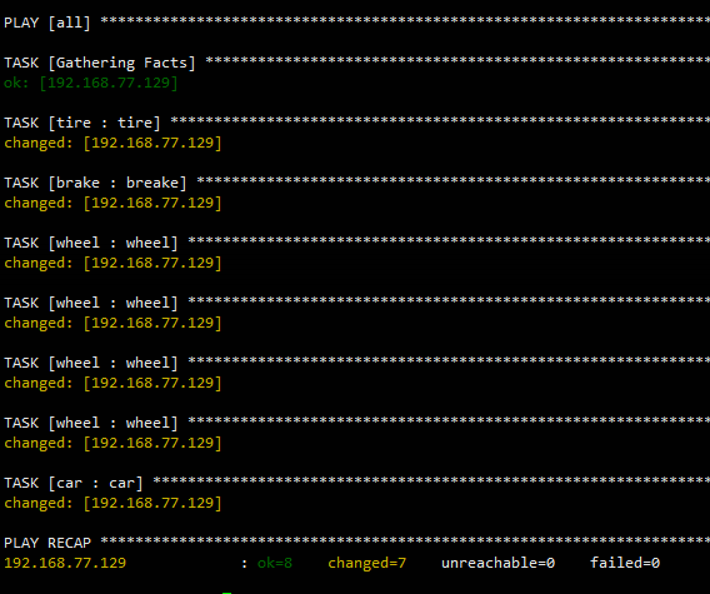 PLAY [all] **********************************************************************
TASK [Gathering Facts] **********************************************************
ok: [192.168.77.129]
TASK [tire : tire] **************************************************************
changed: [192.168.77.129]
TASK [brake : breake] ***********************************************************
changed: [192.168.77.129]
TASK [wheel : wheel] ************************************************************
changed: [192.168.77.129]
TASK [wheel : wheel] ************************************************************
changed: [192.168.77.129]
TASK [wheel : wheel] ************************************************************
changed: [192.168.77.129]
TASK [wheel : wheel] ************************************************************
changed: [192.168.77.129]
TASK [car : car] ****************************************************************
changed: [192.168.77.129]
PLAY RECAP **********************************************************************
192.168.77.129             : ok=8    changed=7    unreachable=0    failed=0